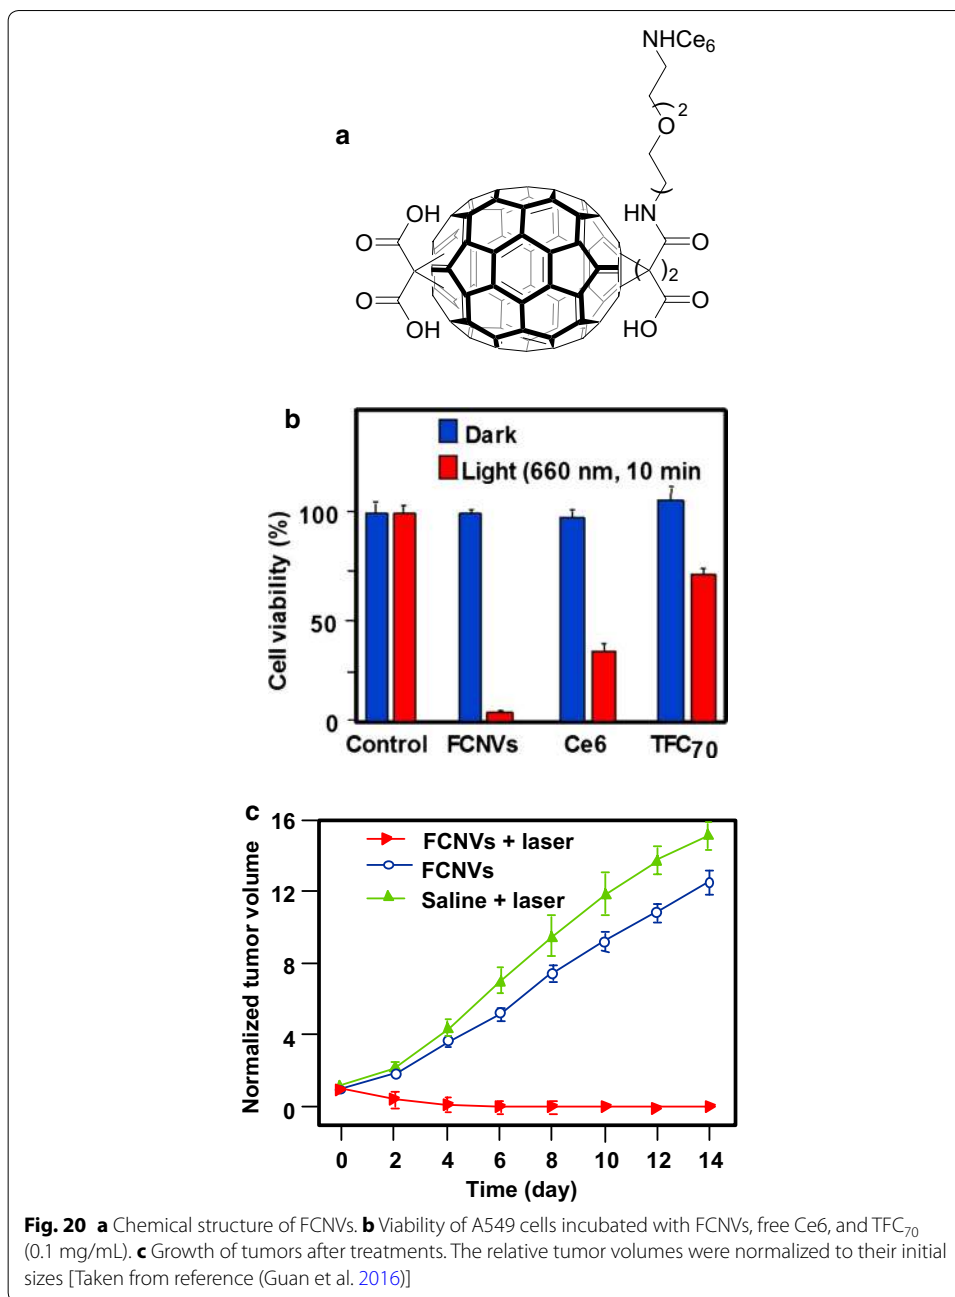 NHCe6
2
O
a
HN
OH
O
O
2
O
O
OH
HO
b
Dark
Light (660 nm, 10 min
Cell viability (%)
100
50
0
Control FCNVs Ce6 TFC70
c
Normalized tumor volume
16
12
8
4
0
FCNVs + laser
FCNVs
Saline + laser
0 2 4 6 8 10 12 14
Time (day)
Fig. 20 a Chemical structure of FCNVs. b Viability of A549 cells incubated with FCNVs, free Ce6, and TFC70
(0.1 mg/mL). c Growth of tumors after treatments. The relative tumor volumes were normalized to their initial
sizes [Taken from reference (Guan et al. 2016)]